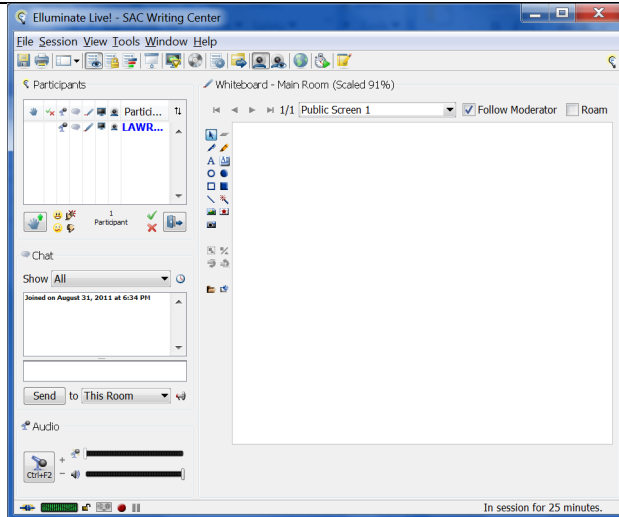 Elluminate Live! - SAC Writing Center
File Session View Tools Window Help
Participants
Partici...
LAWR...
1
Participant
Chat
Show All
Joined on August 31, 2011 at 6:34 PM
Send to This Room
Audio
+
Ctrl+F2 -
Whiteboard - Main Room (Scaled 91%)
1/1 Public Screen 1 Follow Moderator Roam
A A
In session for 25 minutes.